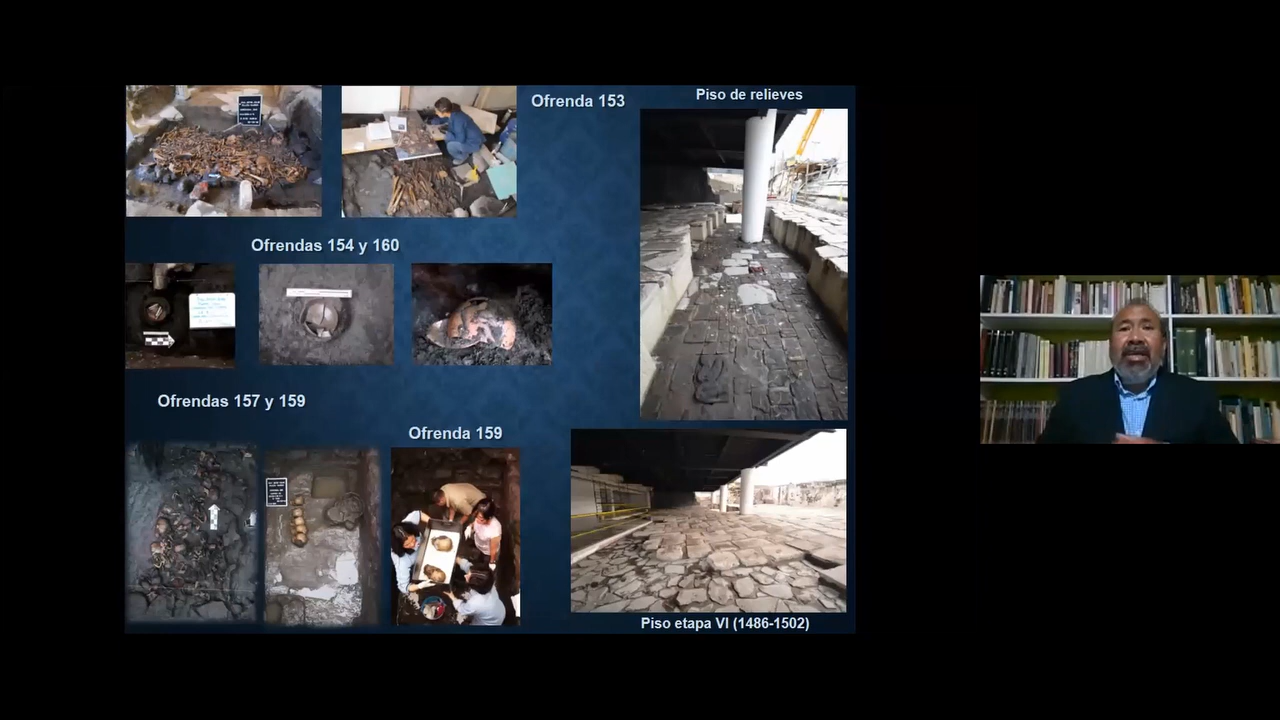 Ofrenda 153
Piso de relieves
Ofrendas 154 y 160
Ofrendas 157 y 159
Ofrenda 159
Piso etapa VI (1486-1502)